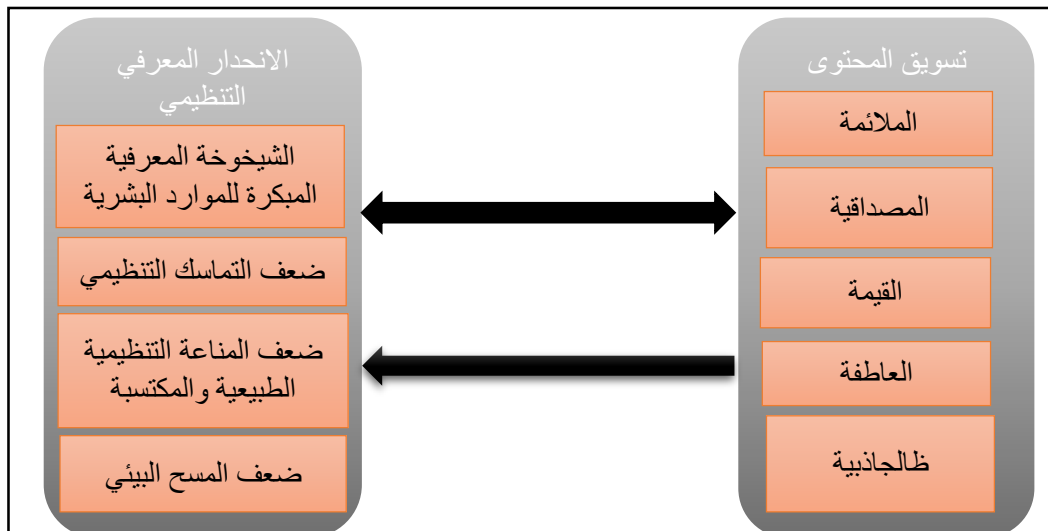 تسويق المحتوى
الملائمة
المصداقية
القيمة
العاطفة
ظالجاذبية
الانحدار المعرفي
التنظيمي
الشيخوخة المعرفية
المبكرة للموارد البشرية
ضعف التماسك التنظيمي
ضعف المناعة التنظيمية
الطبيعية والمكتسبة
ضعف المسح البيئي